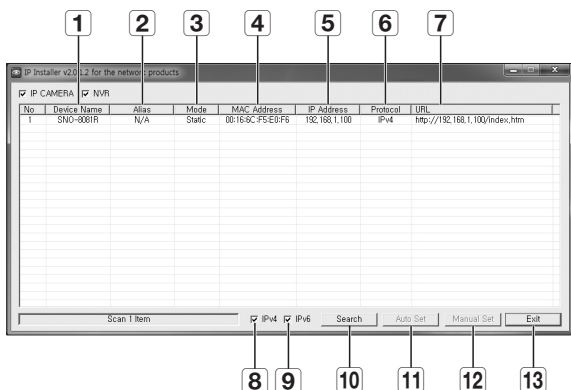 1 2 3 4 5 6 7
IP Installer v2.0.1.2 for the network products
IP CAMERA NVR
No Device Name Alias Mode MAC Address IP Address Protocol URL
1 SNO-8081R N/A Static 00:16:6C:F5:E0:F6 192,168,1,100 IPv4 http://192,168,1,100/index,htm
Scan 1 Item IPv4 IPv6 Search Auto Set Manual Set Exit
8 9 10 11 12 13